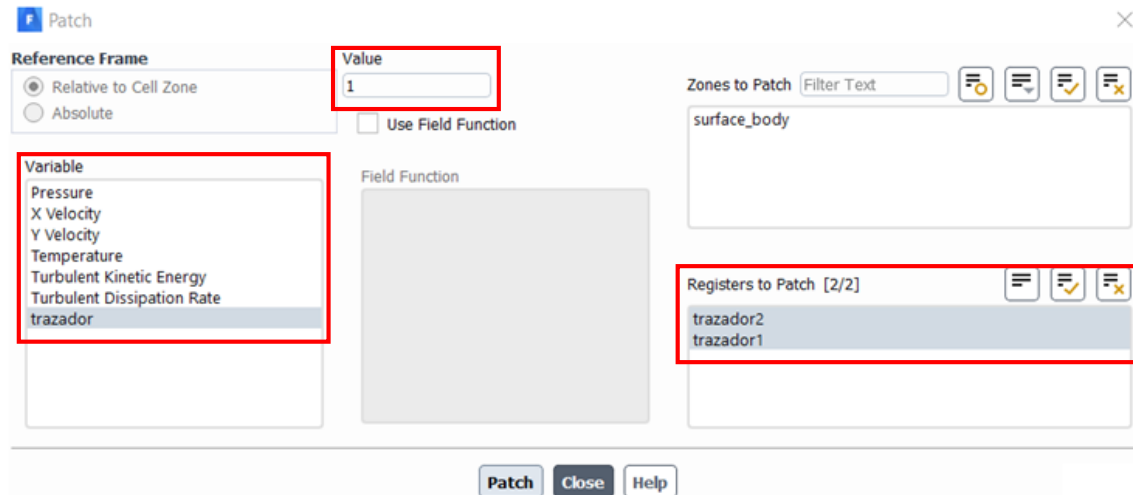 Patch
Reference Frame
Relative to Cell Zone
Absolute
Value
1
Use Field Function
Zones to Patch Filter Text
surface_body
Variable
Pressure
X Velocity
Y Velocity
Temperature
Turbulent Kinetic Energy
Turbulent Dissipation Rate
trazador
Field Function
Registers to Patch [2/2]
trazador2
trazador1
Patch Close Help